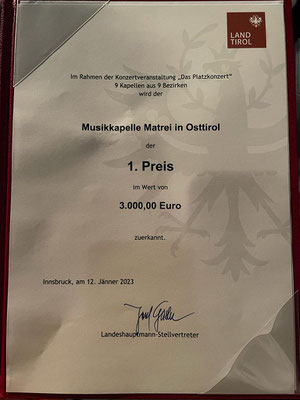 LAND
TIROL
Im Rahmen der Konzertveranstaltung „Das Platzkonzert"
9 Kapellen aus 9 Bezirken
wird der
Musikkapelle Matrei in Osttirol
der
1. Preis
im Wert von
3.000,00 Euro
zuerkannt.
Innsbruck, am 12. Jänner 2023
Landeshauptmann-Stellvertreter